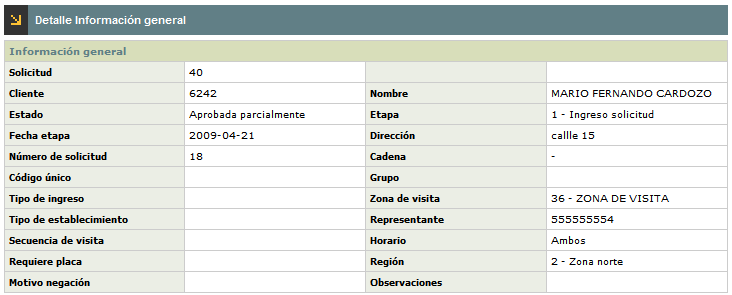 Detalle Información general
Información general
Solicitud 40
Cliente 6242 Nombre MARIO FERNANDO CARDOZO
Estado Aprobada parcialmente Etapa 1 - Ingreso solicitud
Fecha etapa 2009-04-21 Dirección callle 15
Número de solicitud 18 Cadena -
Código único Grupo
Tipo de ingreso Zona de visita 36 - ZONA DE VISITA
Tipo de establecimiento Representante 555555554
Secuencia de visita Horario Ambos
Requiere placa Región 2 - Zona norte
Motivo negación Observaciones